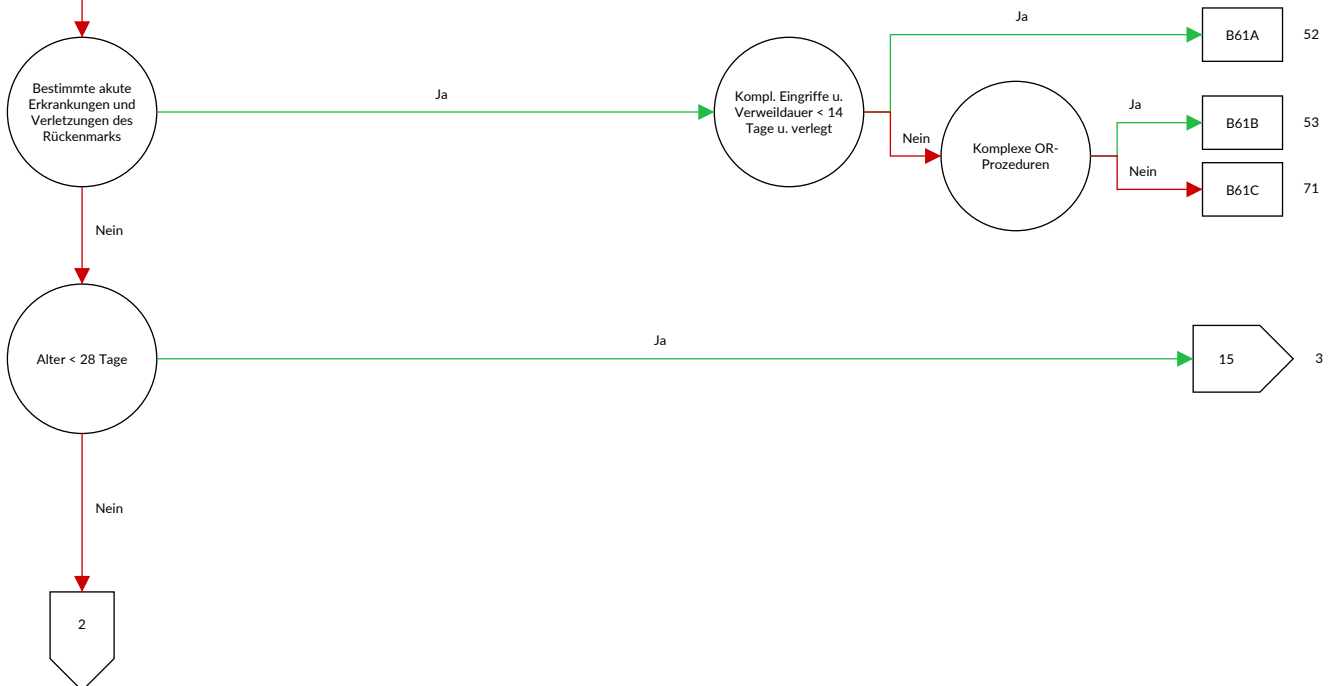 Ja
B61A
52
Bestimmte akute
Erkrankungen und
Verletzungen des
Rückenmarks
Ja
Kompl. Eingriffe u.
Verweildauer < 14
Tage u. verlegt
Nein
Komplexe OR-
Prozeduren
Ja
B61B
53
Nein
B61C
71
Nein
Alter < 28 Tage
Ja
15
3
Nein
2